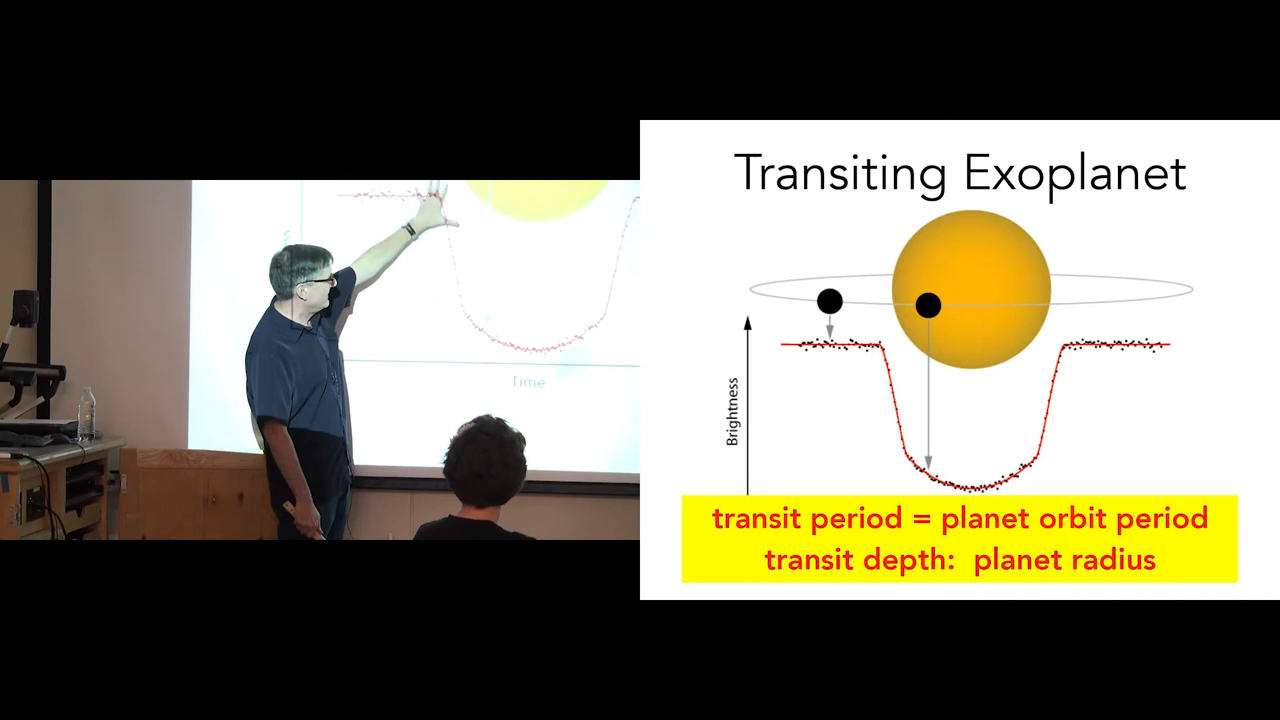 Time
Transiting Exoplanet
Brightness
transit period = planet orbit period
transit depth: planet radius